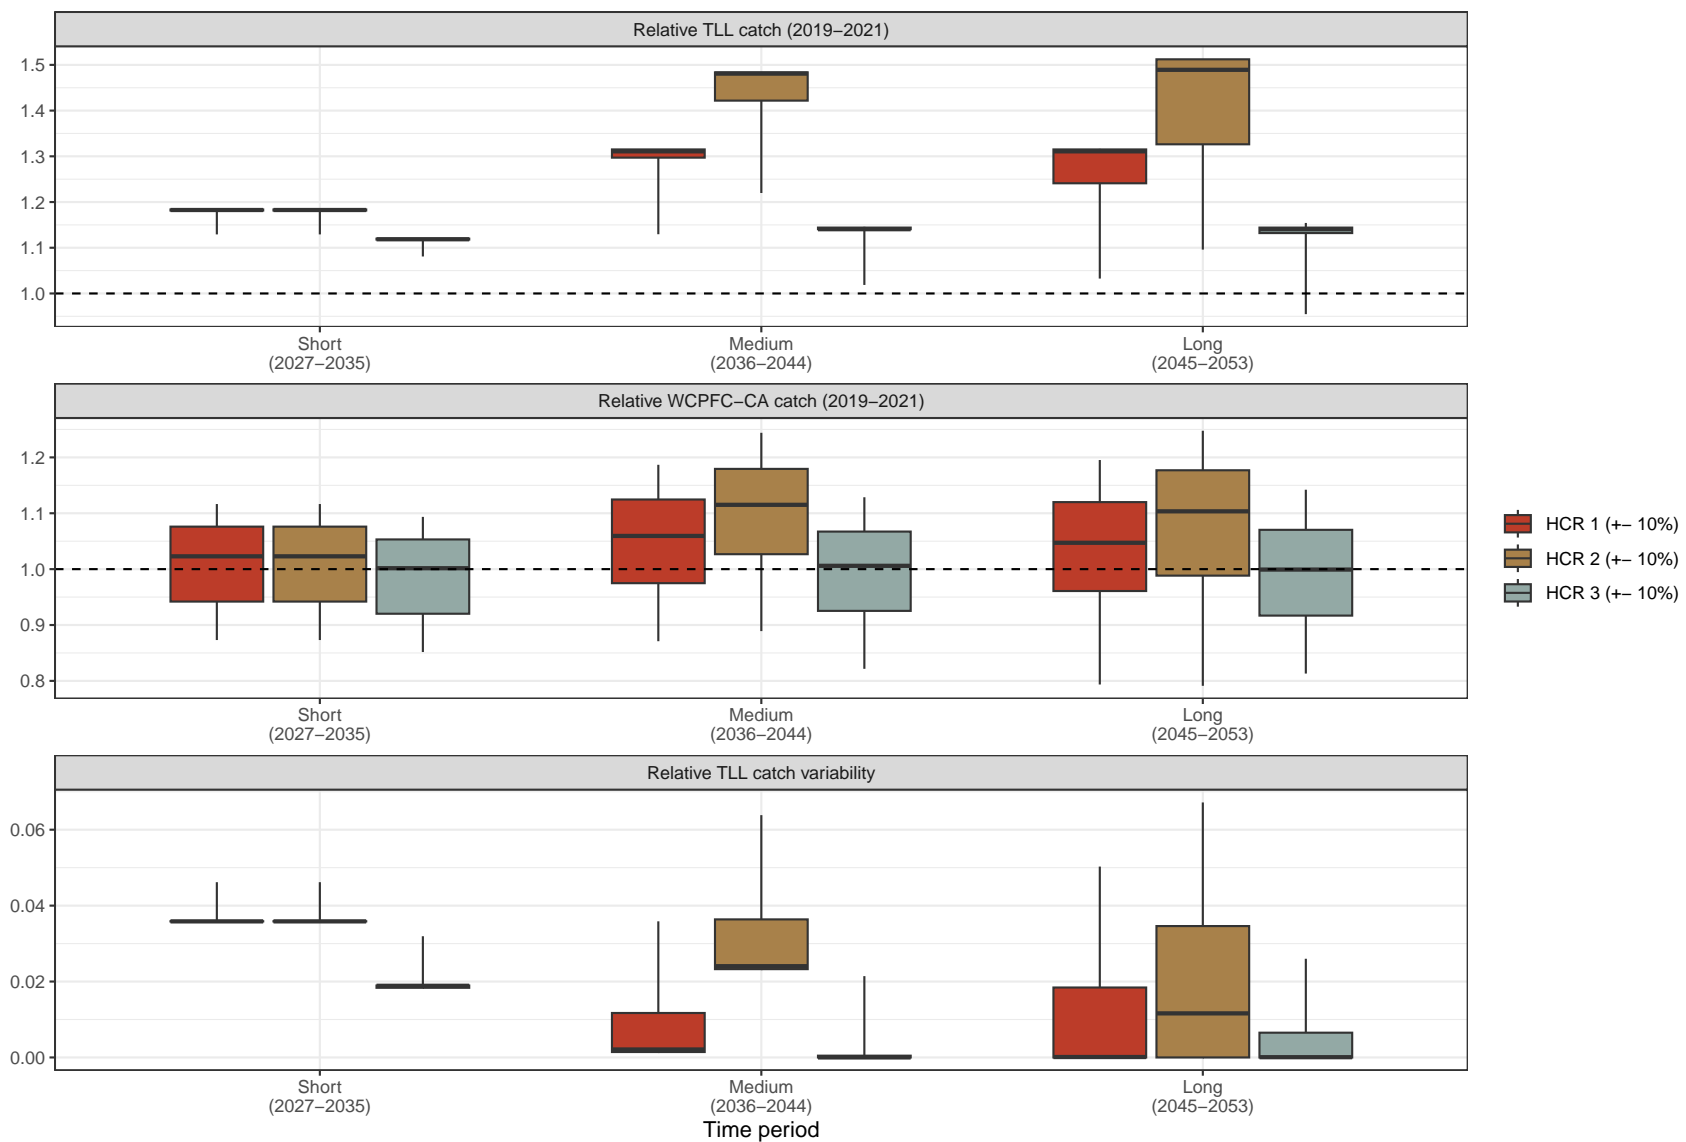 Relative TLL catch (2019−2021)
1.5
1.4
1.3
1.2
1.1
1.0
Short Medium Long
(2027−2035) (2036−2044) (2045−2053)
Relative WCPFC−CA catch (2019−2021)
1.2
1.1
1.0
0.9
0.8
Short Medium Long
(2027−2035) (2036−2044) (2045−2053)
HCR 1 (+− 10%)
HCR 2 (+− 10%)
HCR 3 (+− 10%)
Relative TLL catch variability
0.06
0.04
0.02
0.00
Short Medium Long
(2027−2035) (2036−2044) (2045−2053)
Time period